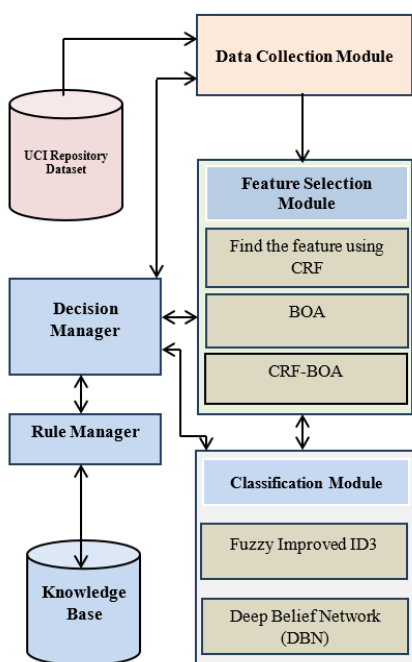 Data Collection Module
UCI Repository
Dataset
Feature Selection
Module
Find the feature using
CRF
BOA
CRF-BOA
Decision
Manager
Rule Manager
Knowledge
Base
Classification Module
Fuzzy Improved ID3
Deep Belief Network
(DBN)